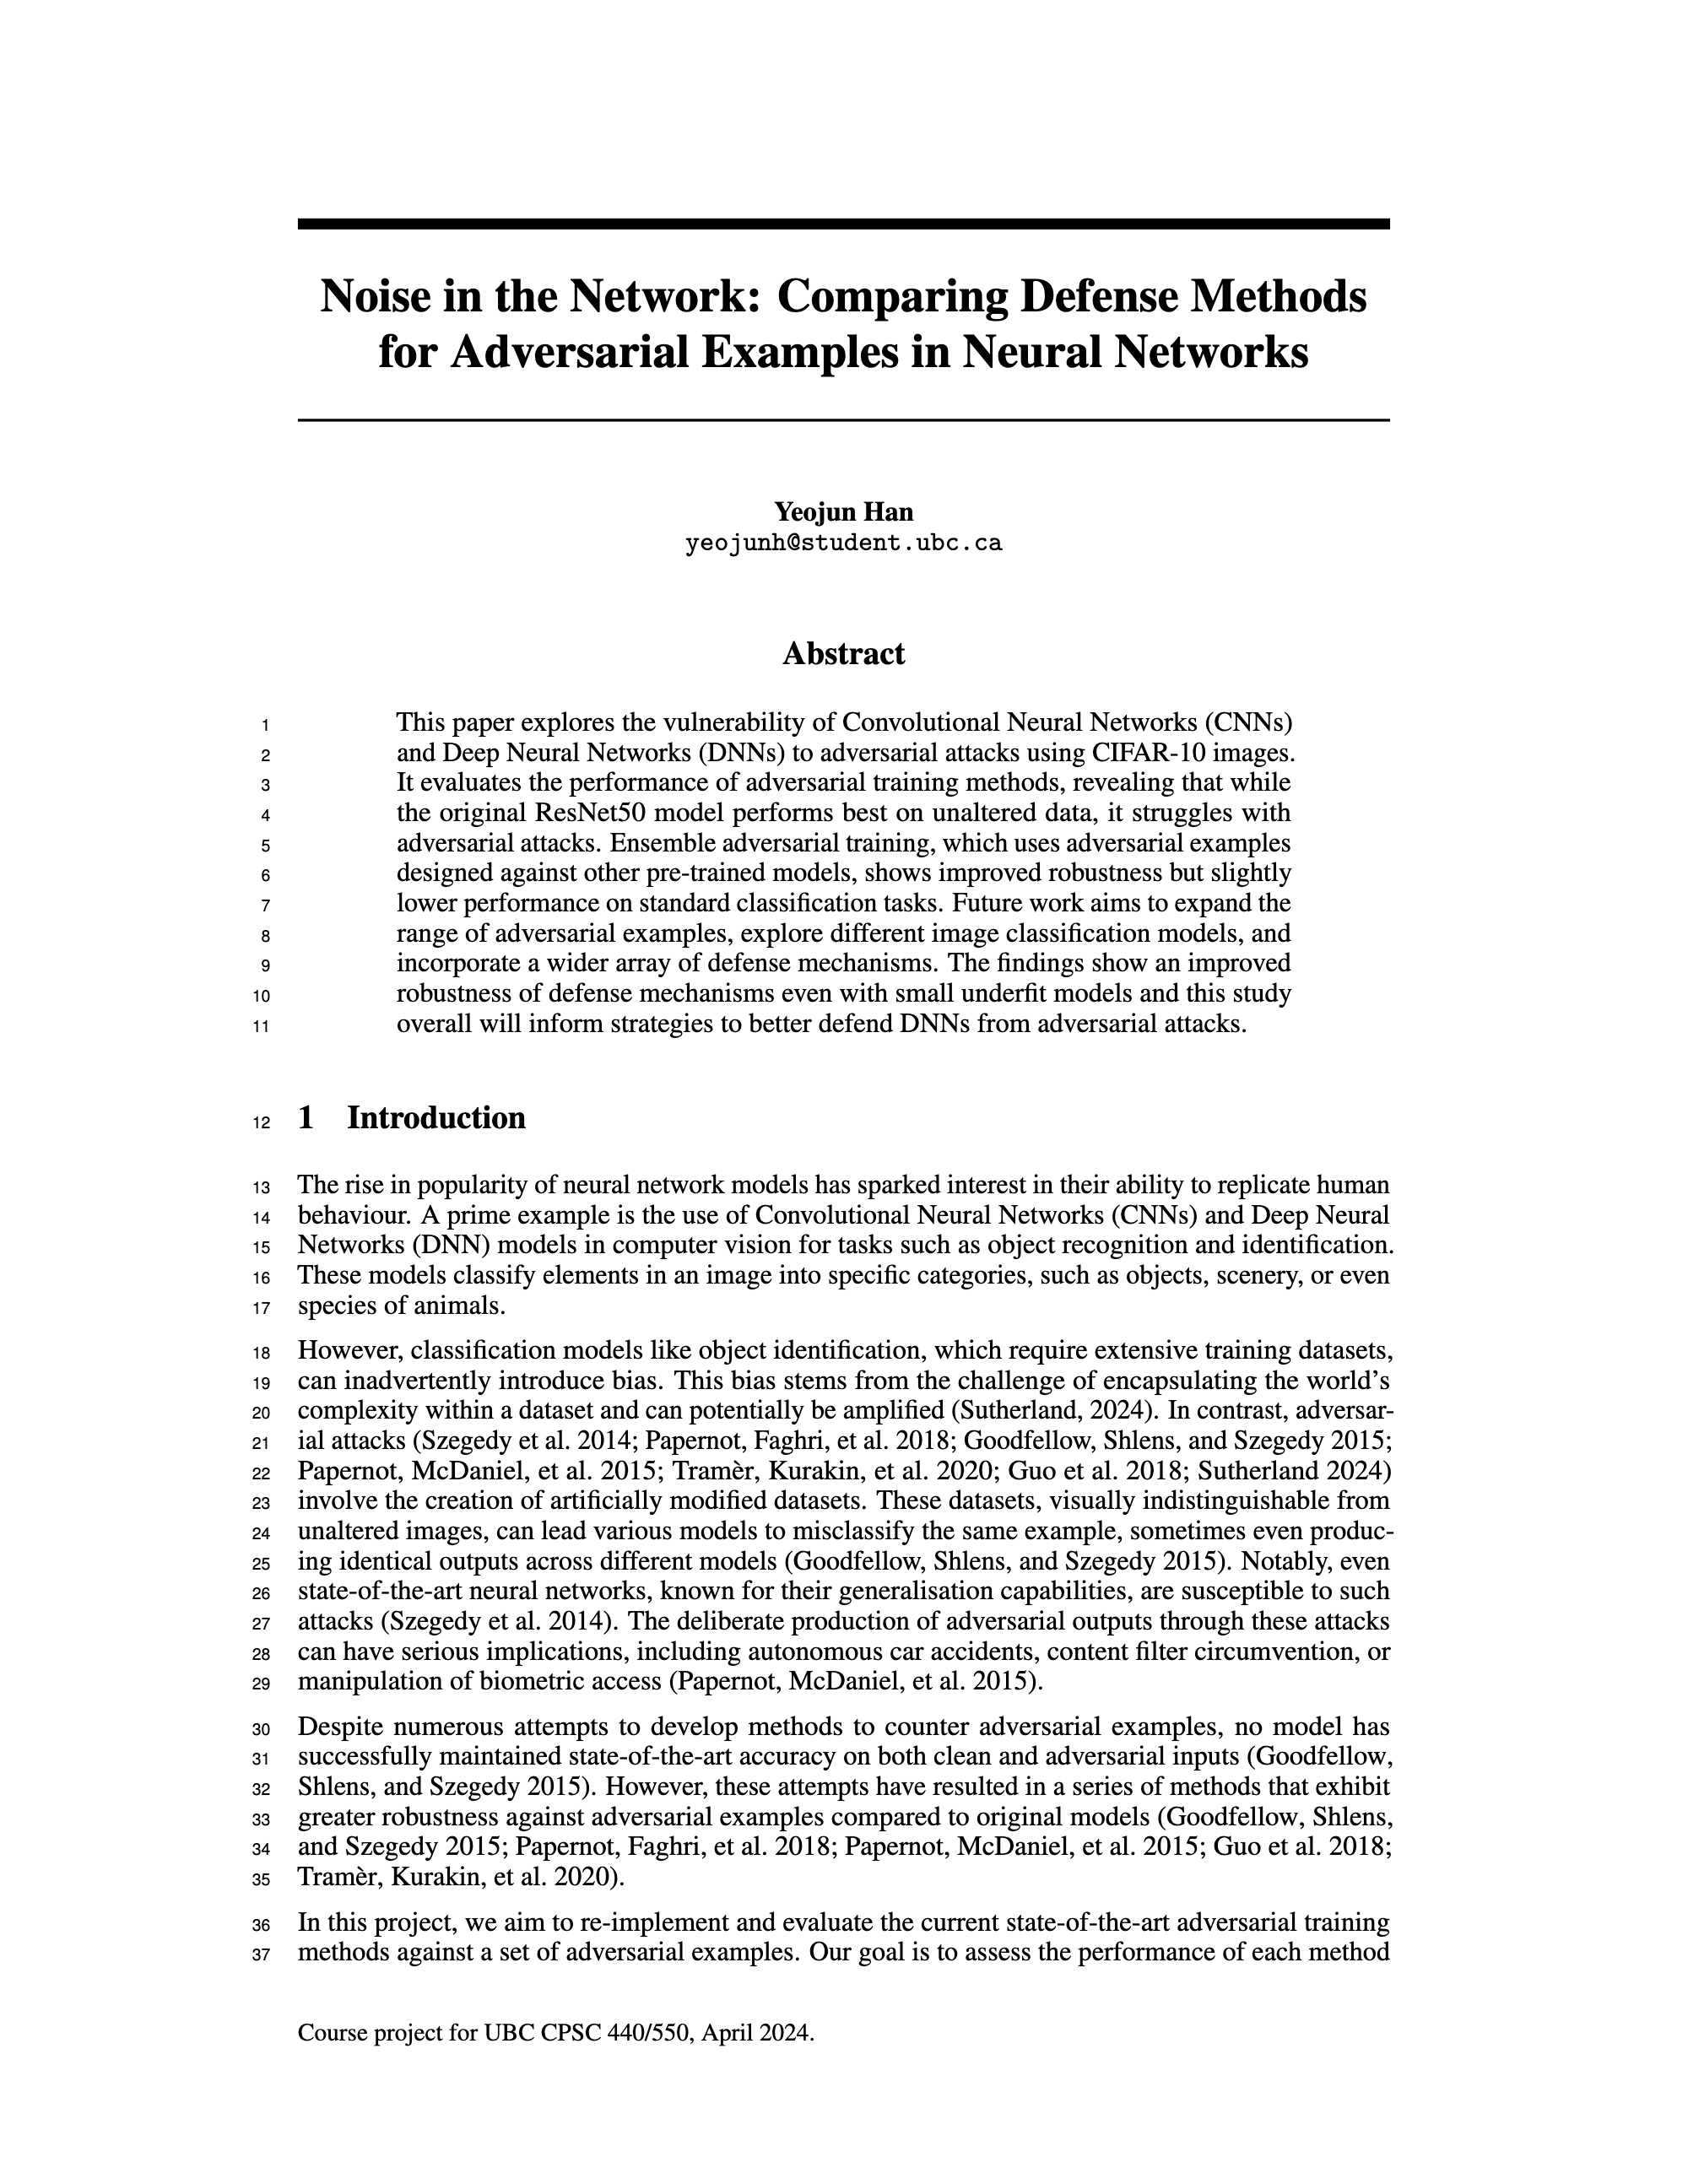 Noise in the Network: Comparing Defense Methods
for Adversarial Examples in Neural Networks
Yeojun Han
yeojunh@student.ubc.ca
Abstract
1 This paper explores the vulnerability of Convolutional Neural Networks (CNNs)
2 and Deep Neural Networks (DNNs) to adversarial attacks using CIFAR-10 images.
3 It evaluates the performance of adversarial training methods, revealing that while
4 the original ResNet50 model performs best on unaltered data, it struggles with
5 adversarial attacks. Ensemble adversarial training, which uses adversarial examples
6 designed against other pre-trained models, shows improved robustness but slightly
7 lower performance on standard classification tasks. Future work aims to expand the
8 range of adversarial examples, explore different image classification models, and
9 incorporate a wider array of defense mechanisms. The findings show an improved
10 robustness of defense mechanisms even with small underfit models and this study
11 overall will inform strategies to better defend DNNs from adversarial attacks.
12 1 Introduction
13 The rise in popularity of neural network models has sparked interest in their ability to replicate human
14 behaviour. A prime example is the use of Convolutional Neural Networks (CNNs) and Deep Neural
15 Networks (DNN) models in computer vision for tasks such as object recognition and identification.
16 These models classify elements in an image into specific categories, such as objects, scenery, or even
17 species of animals.
18 However, classification models like object identification, which require extensive training datasets,
19 can inadvertently introduce bias. This bias stems from the challenge of encapsulating the world's
20 complexity within a dataset and can potentially be amplified (Sutherland, 2024). In contrast, adversar-
21 ial attacks (Szegedy et al. 2014; Papernot, Faghri, et al. 2018; Goodfellow, Shlens, and Szegedy 2015;
22 Papernot, McDaniel, et al. 2015; Tramèr, Kurakin, et al. 2020; Guo et al. 2018; Sutherland 2024)
23 involve the creation of artificially modified datasets. These datasets, visually indistinguishable from
24 unaltered images, can lead various models to misclassify the same example, sometimes even produc-
25 ing identical outputs across different models (Goodfellow, Shlens, and Szegedy 2015). Notably, even
26 state-of-the-art neural networks, known for their generalisation capabilities, are susceptible to such
27 attacks (Szegedy et al. 2014). The deliberate production of adversarial outputs through these attacks
28 can have serious implications, including autonomous car accidents, content filter circumvention, or
29 manipulation of biometric access (Papernot, McDaniel, et al. 2015).
30 Despite numerous attempts to develop methods to counter adversarial examples, no model has
31 successfully maintained state-of-the-art accuracy on both clean and adversarial inputs (Goodfellow,
32 Shlens, and Szegedy 2015). However, these attempts have resulted in a series of methods that exhibit
33 greater robustness against adversarial examples compared to original models (Goodfellow, Shlens,
34 and Szegedy 2015; Papernot, Faghri, et al. 2018; Papernot, McDaniel, et al. 2015; Guo et al. 2018;
35 Tramèr, Kurakin, et al. 2020).
36 In this project, we aim to re-implement and evaluate the current state-of-the-art adversarial training
37 methods against a set of adversarial examples. Our goal is to assess the performance of each method
Course project for UBC CPSC 440/550, April 2024.